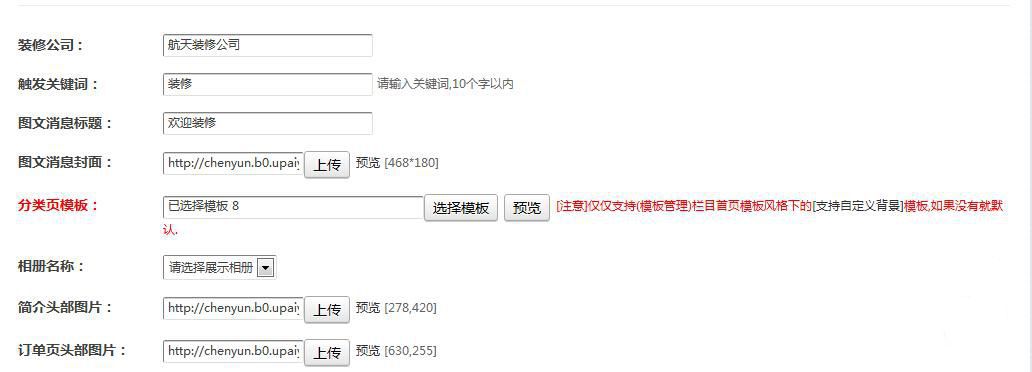 装修公司： 航天装修公司
触发关键词： 装修 请输入关键词,10个字以内
图文消息标题： 欢迎装修
图文消息封面： http://chenyun.b0.upaiy 上传 预览 [468*180]
分类页模板： 已选择模板 8 选择模板 预览 [注意]仅仅支持(模板管理)栏目首页模板风格下的[支持自定义背景]模板,如果没有就默
认.
相册名称： 请选择展示相册
简介头部图片： http://chenyun.b0.upaiy 上传 预览 [278,420]
订单页头部图片： http://chenyun.b0.upaiy 上传 预览 [630,255]